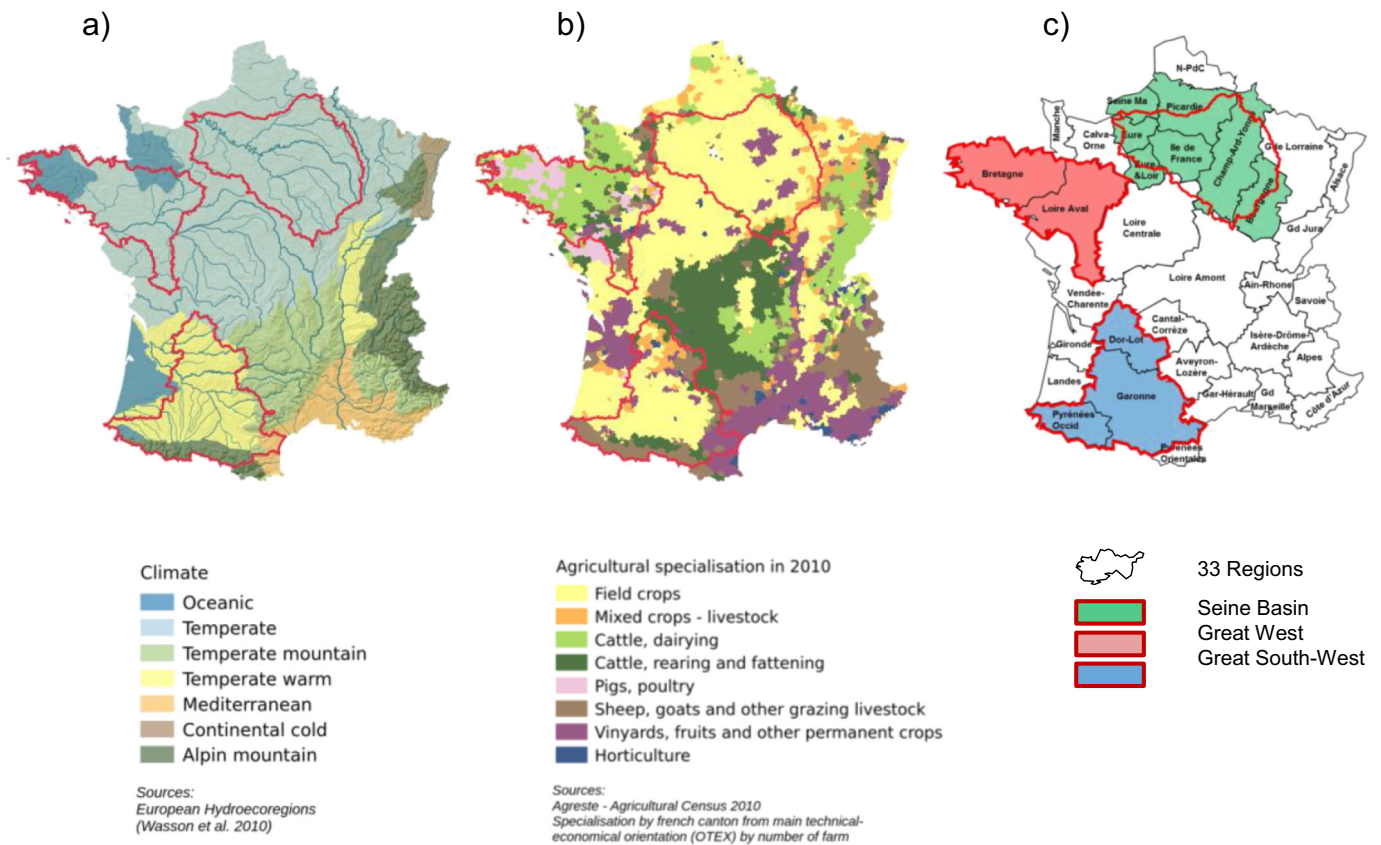 a)
b)
c)
N-PdC
Seine Ma
Picardie
Manche
Calva-
Orne
Eure
Ile de
France
Champ-Ard-Yonne
Gde Lorraine
Alsace
Eure
&Loir
Bretagne
Loire Aval
Loire
Centrale
Bourgogne
Gd Jura
Loire Amont
Ain-Rhone
Savoie
Vendée-
Charente
Cantal-
Corrèze
Isère-Drôme-
Ardèche
Gironde
Dor-Lot
Aveyron-
Lozère
Alpes
Landes
Garonne
Gar-Hérault
Gd
Marseille
Côte d'Azur
Pyrénées
Occid
Pyrénées
Orientales
Climate
Oceanic
Temperate
Temperate mountain
Temperate warm
Mediterranean
Continental cold
Alpin mountain
Sources:
European Hydroecoregions
(Wasson et al. 2010)
Agricultural specialisation in 2010
Field crops
Mixed crops - livestock
Cattle, dairying
Cattle, rearing and fattening
Pigs, poultry
Sheep, goats and other grazing livestock
Vinyards, fruits and other permanent crops
Horticulture
Sources:
Agreste - Agricultural Census 2010
Specialisation by french canton from main technical-
economical orientation (OTEX) by number of farm
33 Regions
Seine Basin
Great West
Great South-West